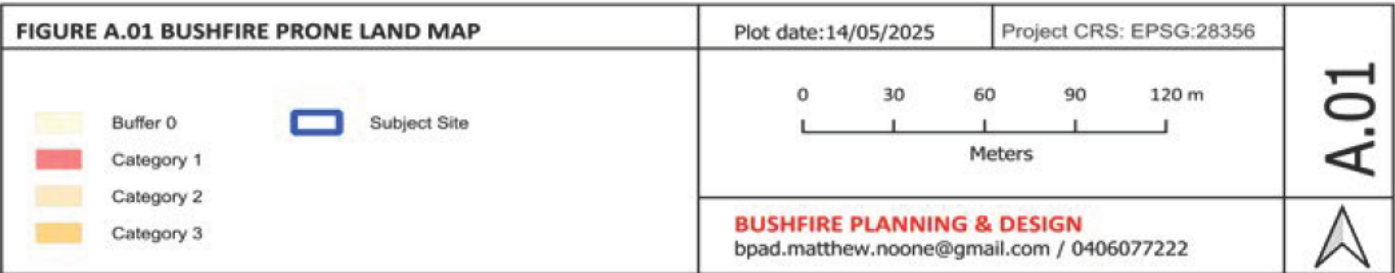 FIGURE A.01 BUSHFIRE PRONE LAND MAP
Plot date:14/05/2025
Project CRS: EPSG:28356
A.01
Buffer 0
Subject Site
Category 1
Category 2
Category 3
0 30 60 90 120 m
Meters
BUSHFIRE PLANNING & DESIGN
bpad.matthew.noone@gmail.com / 0406077222